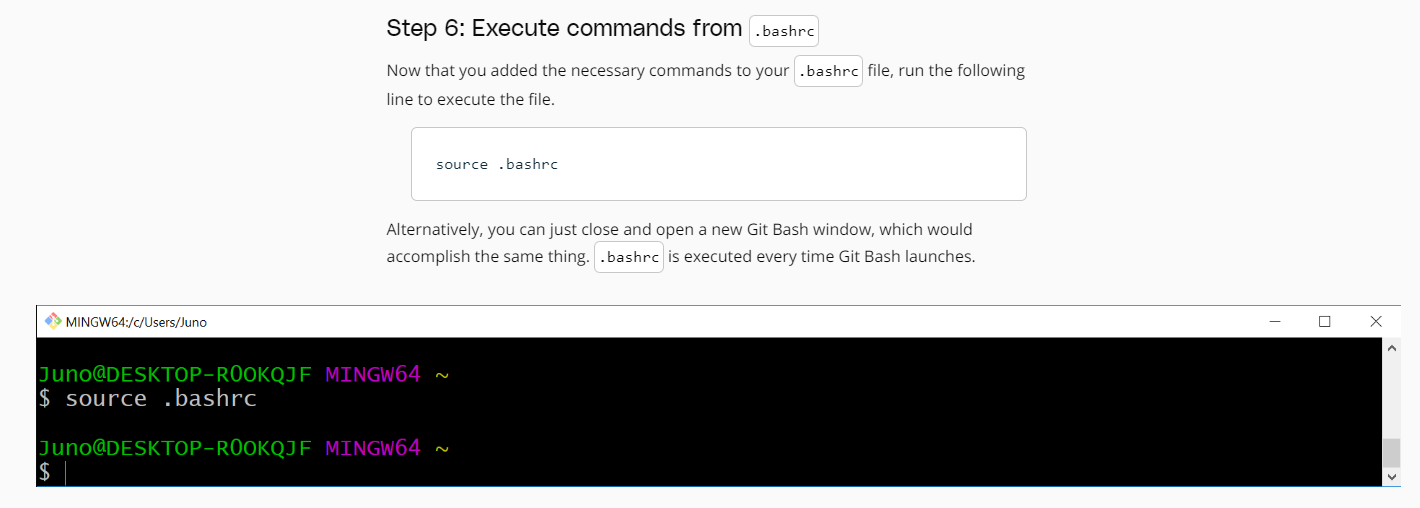 Step 6: Execute commands from .bashrc
Now that you added the necessary commands to your .bashrc file, run the following
line to execute the file.
source .bashrc
Alternatively, you can just close and open a new Git Bash window, which would
accomplish the same thing. .bashrc is executed every time Git Bash launches.
MINGW64:/c/Users/Juno
Juno@DESKTOP-R0OKQJF MINGW64 ~
$ source .bashrc
Juno@DESKTOP-R0OKQJF MINGW64 ~
$